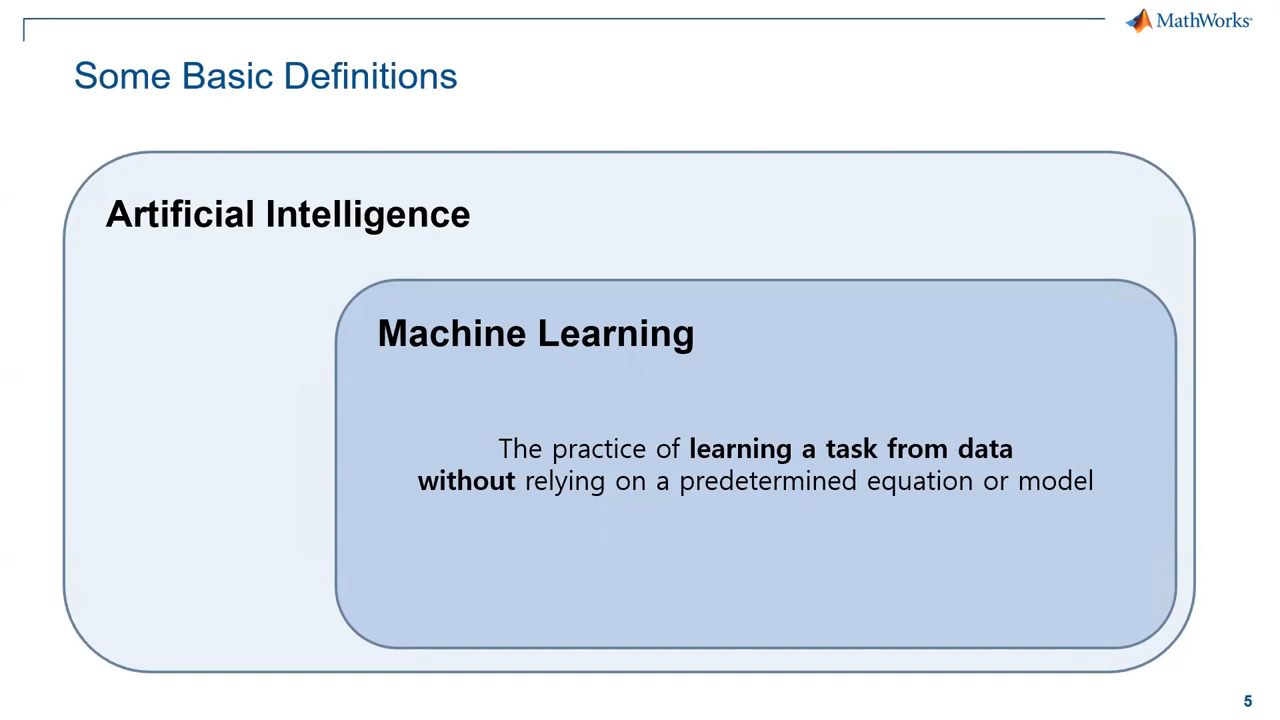 MathWorks
Some Basic Definitions
Artificial Intelligence
Machine Learning
The practice of learning a task from data
without relying on a predetermined equation or model
5